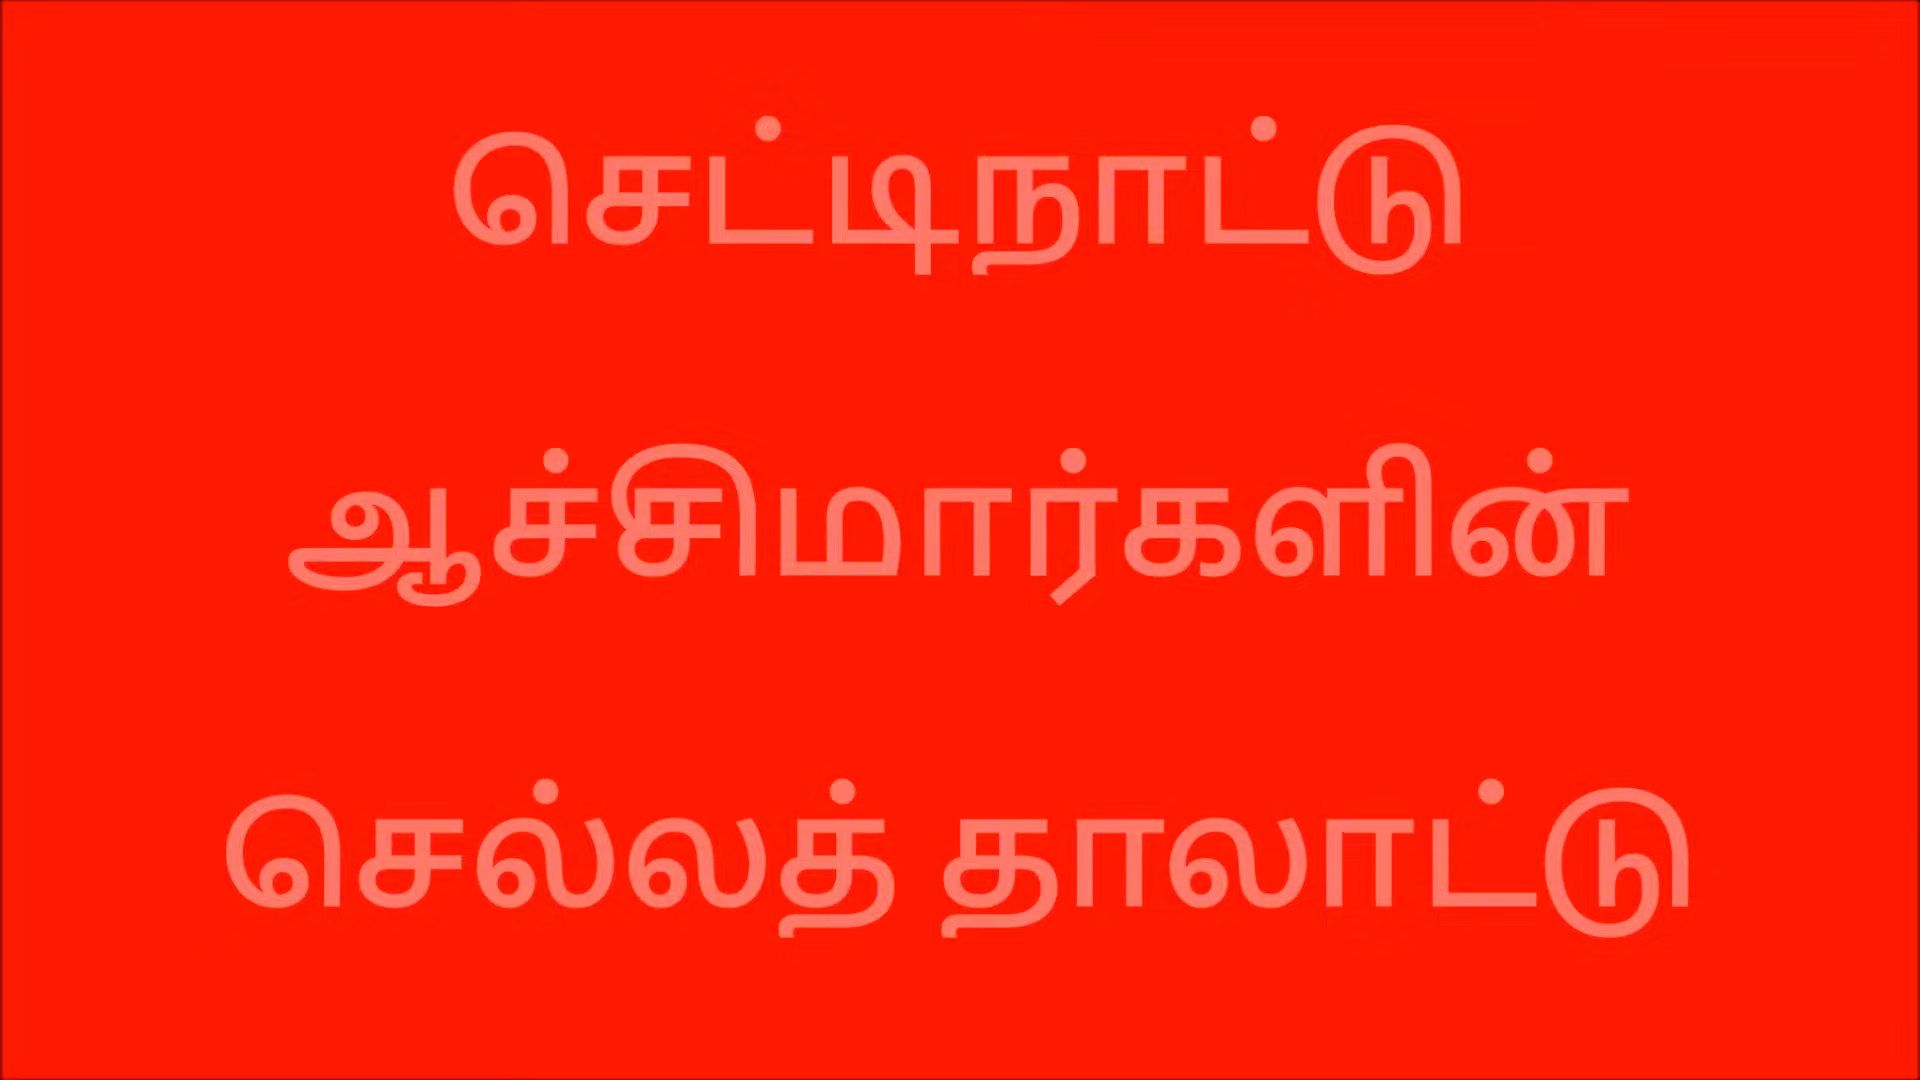 செட்டிநாட்டு
ஆச்சிமார்களின்
செல்லத் தாலாட்டு